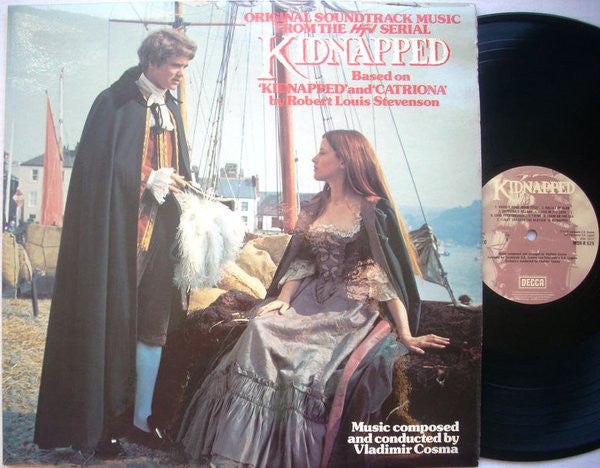 ORIGINAL SOUNDTRACK MUSIC
FROM THE HTV SERIAL
KIDNAPPED
Based on
'KIDNAPPED' and 'CATRIONA'
by Robert Louis Stevenson
Music composed
and conducted by
Vladimir Cosma
KIDNAPPED
DECCA